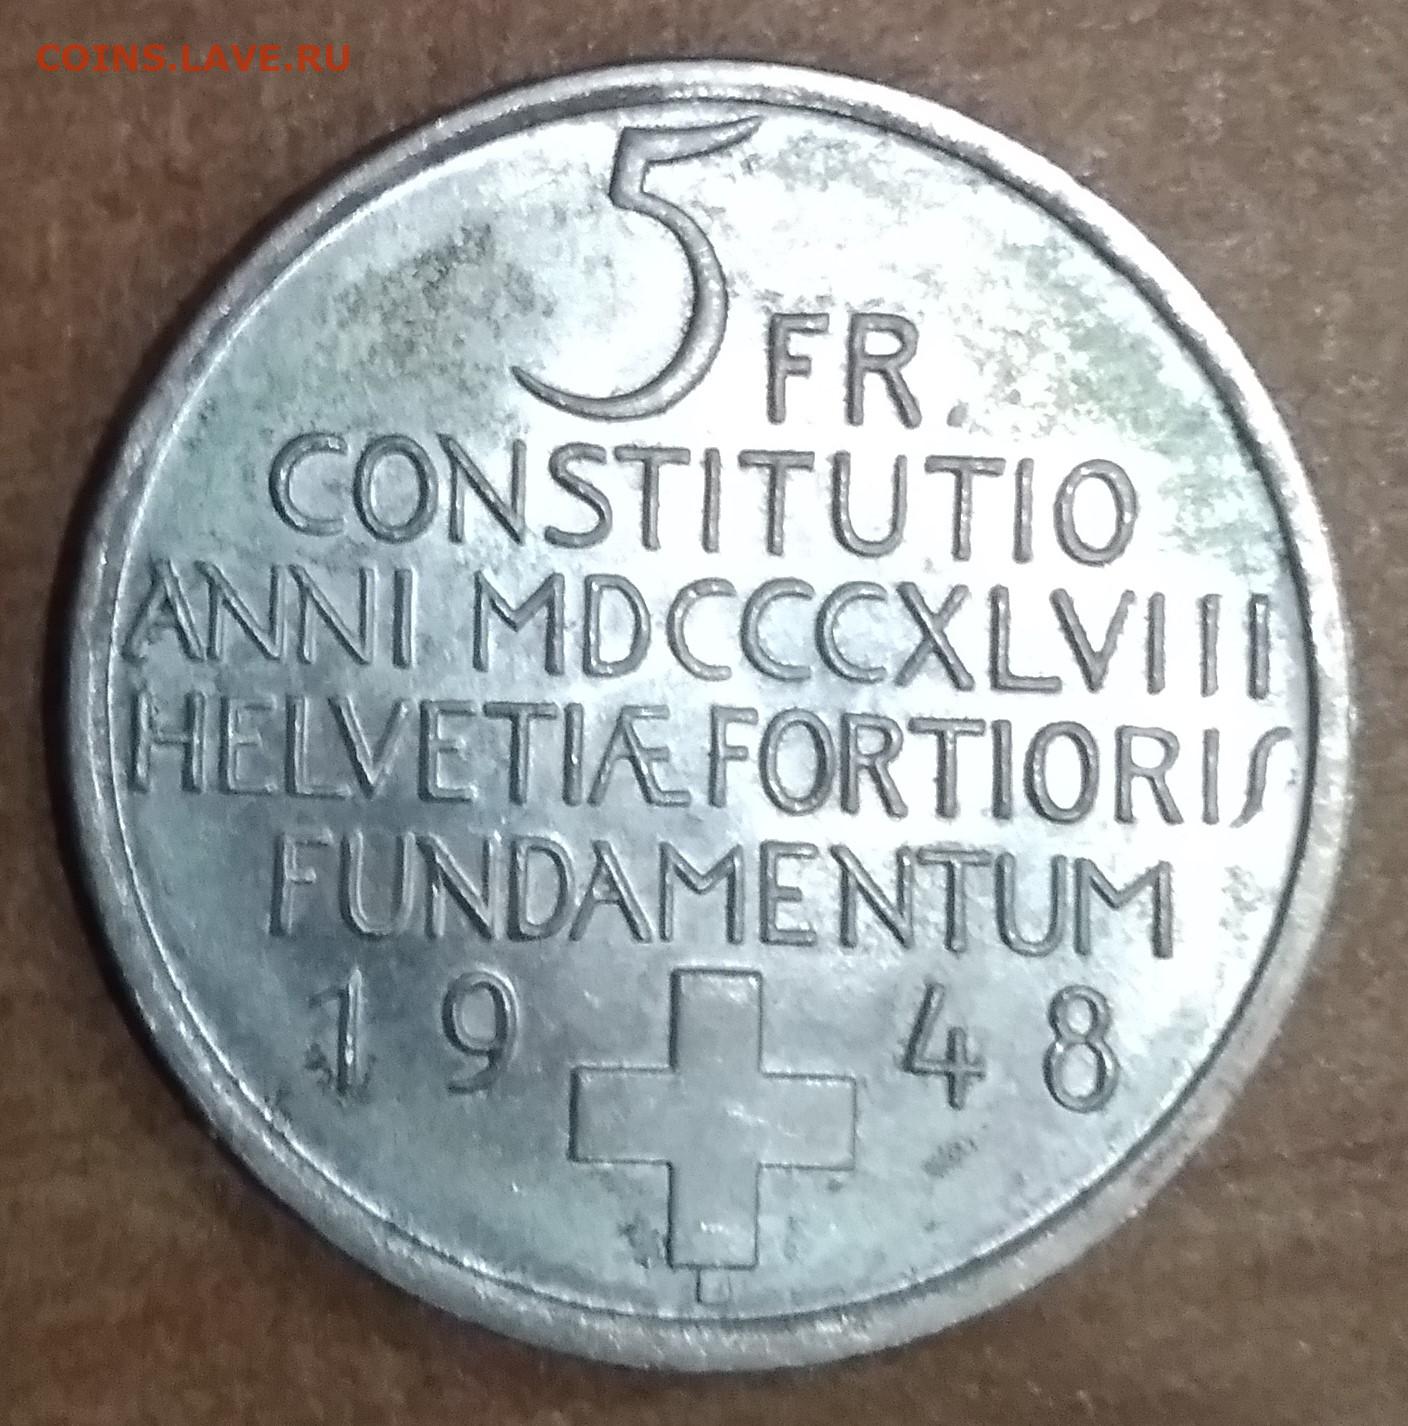 COINS.LAVE.RU
5 FR.
CONSTITUTIO
ANNI MDCCCXLVIII
HELVETIÆ FORTIORIS
FUNDAMENTUM
1948